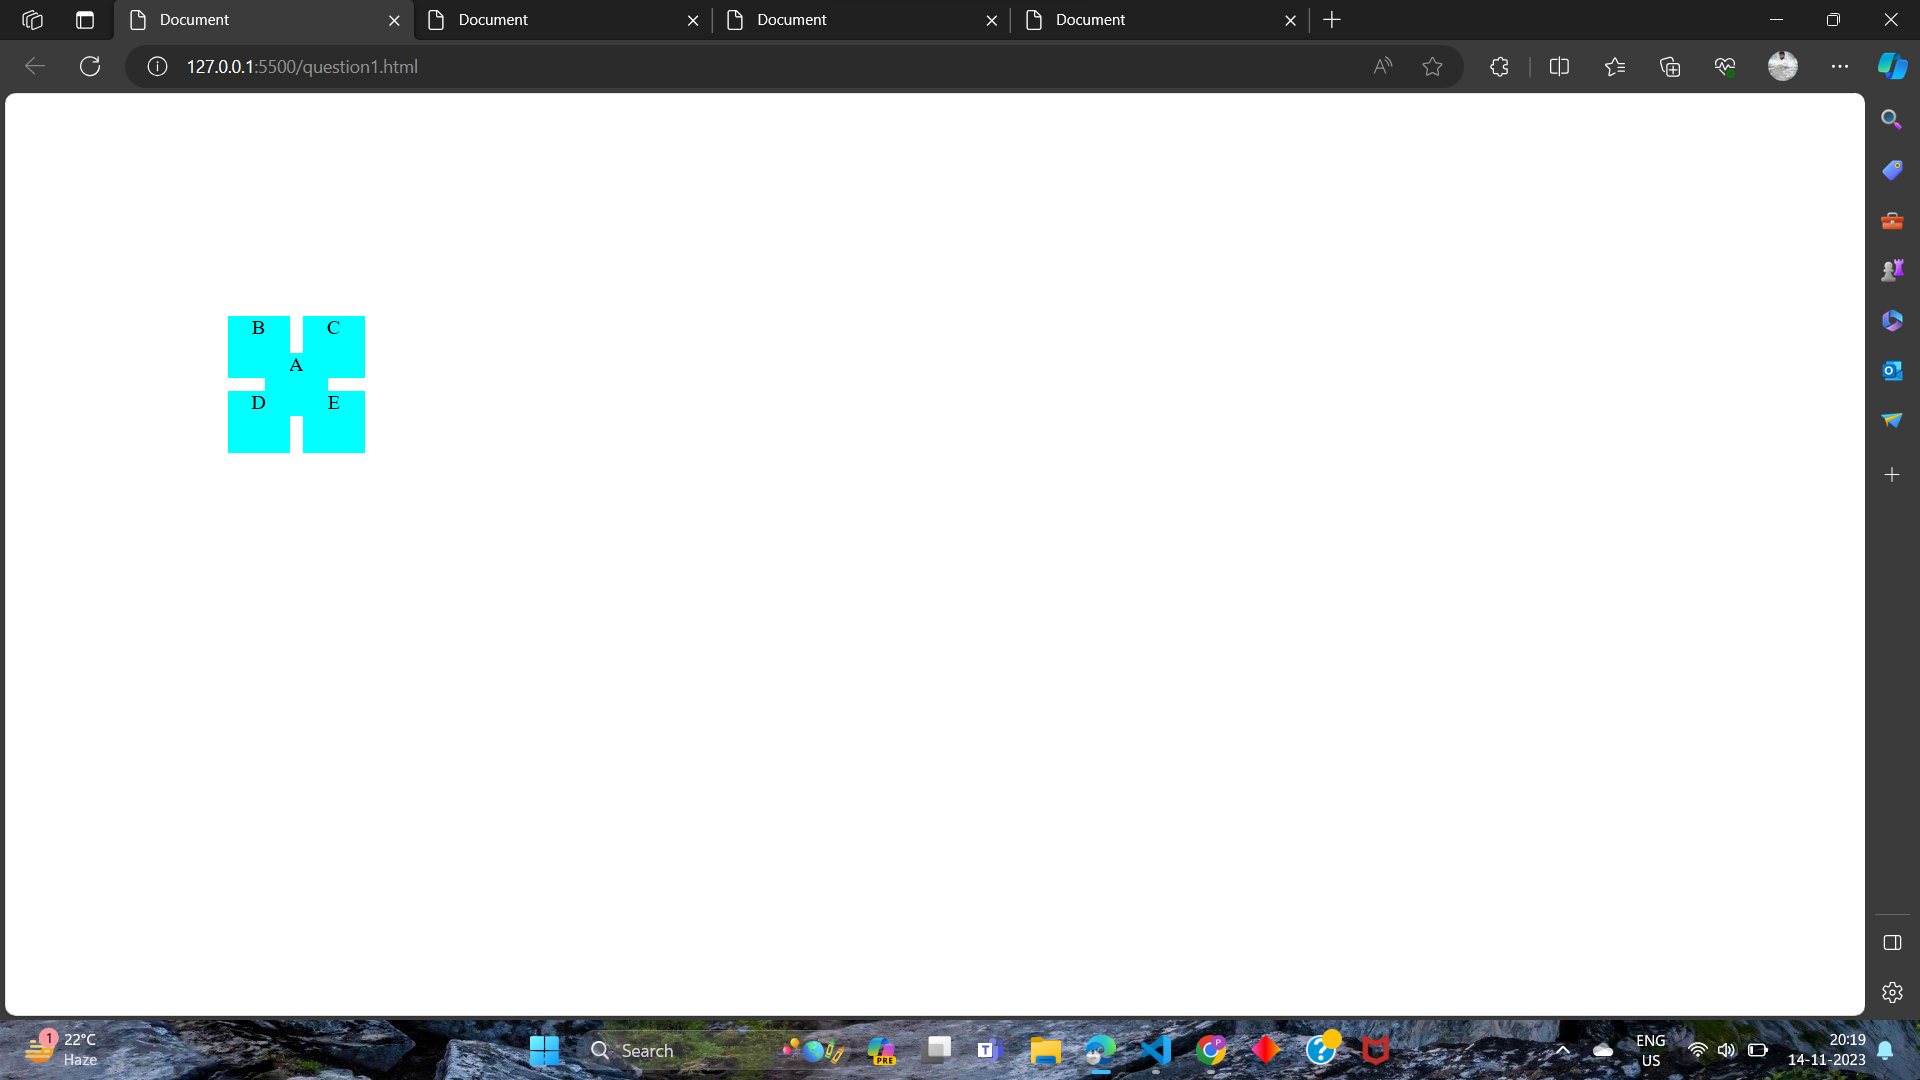 Document
Document
Document
Document
127.0.0.1:5500/question1.html
B C
A
D E
1
22°C
Haze
Search
PRE
ENG
US
20:19
14-11-2023